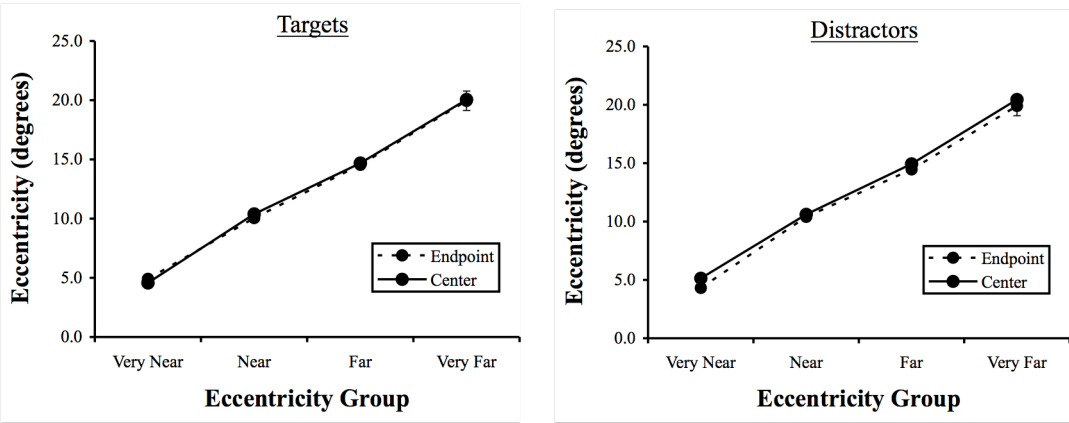 Targets
25.0
20.0
15.0
10.0
5.0
0.0
Eccentricity (degrees)
Endpoint
Center
Very Near Near Far Very Far
Eccentricity Group
Distractors
25.0
20.0
15.0
10.0
5.0
0.0
Eccentricity (degrees)
Endpoint
Center
Very Near Near Far Very Far
Eccentricity Group